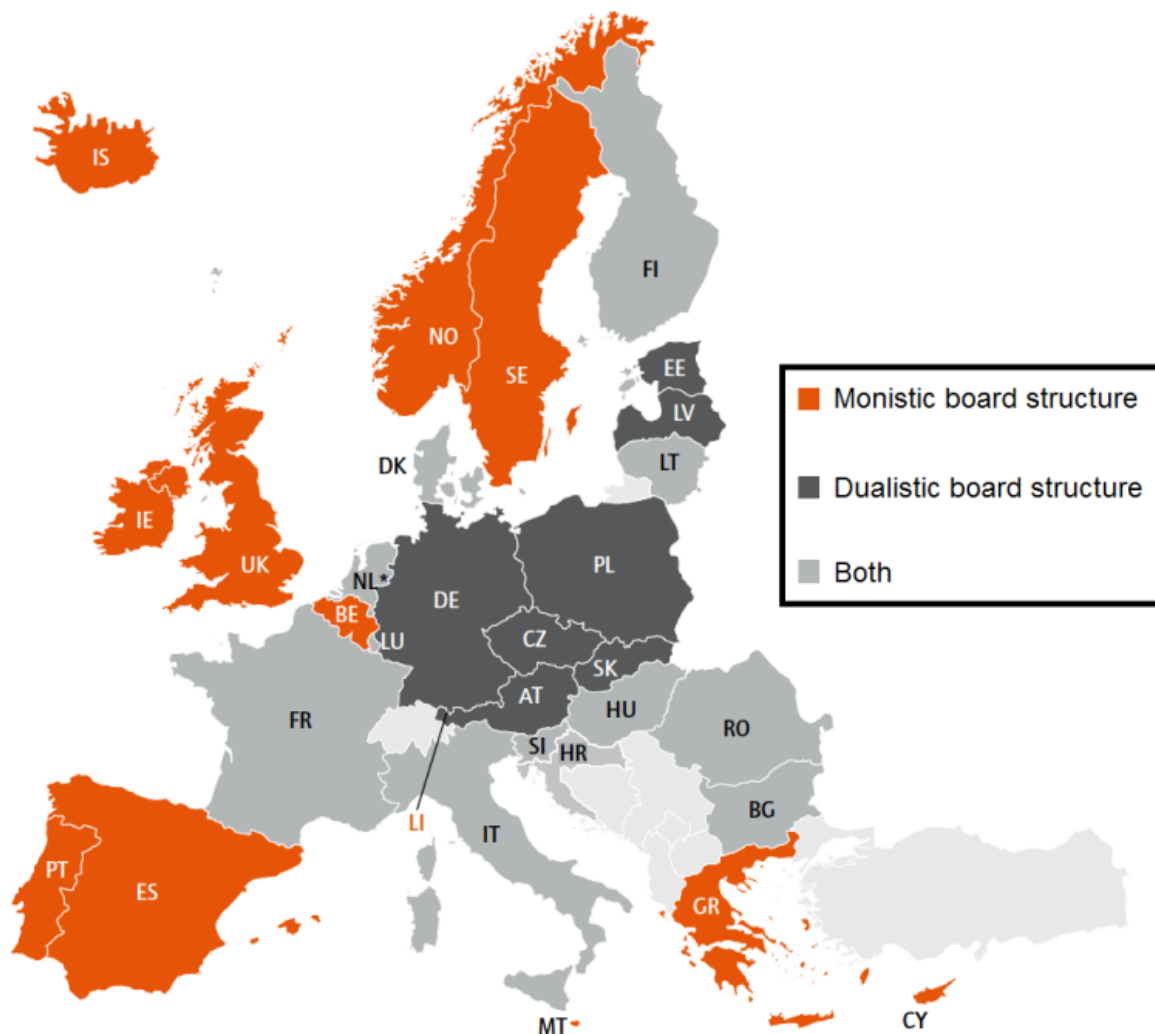 IS
FI
NO
SE
EE
LV
LT
DK
IE
UK
NL*
BE
LU
DE
PL
CZ
SK
AT
FR
HU
RO
SI
HR
BG
LI
IT
PT
ES
GR
MT
CY
Monistic board structure
Dualistic board structure
Both